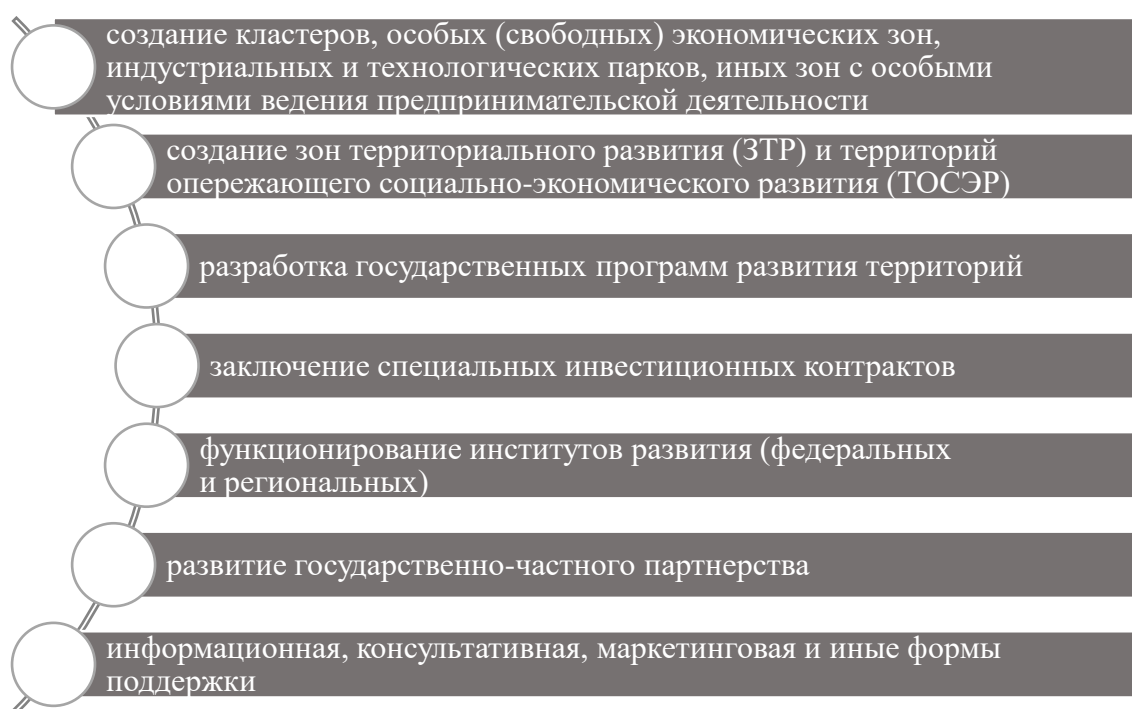 создание кластеров, особых (свободных) экономических зон,
индустриальных и технологических парков, иных зон с особыми
условиями ведения предпринимательской деятельности
создание зон территориального развития (ЗТР) и территорий
опережающего социально-экономического развития (ТОСЭР)
разработка государственных программ развития территорий
заключение специальных инвестиционных контрактов
функционирование институтов развития (федеральных
и региональных)
развитие государственно-частного партнерства
информационная, консультативная, маркетинговая и иные формы
поддержки